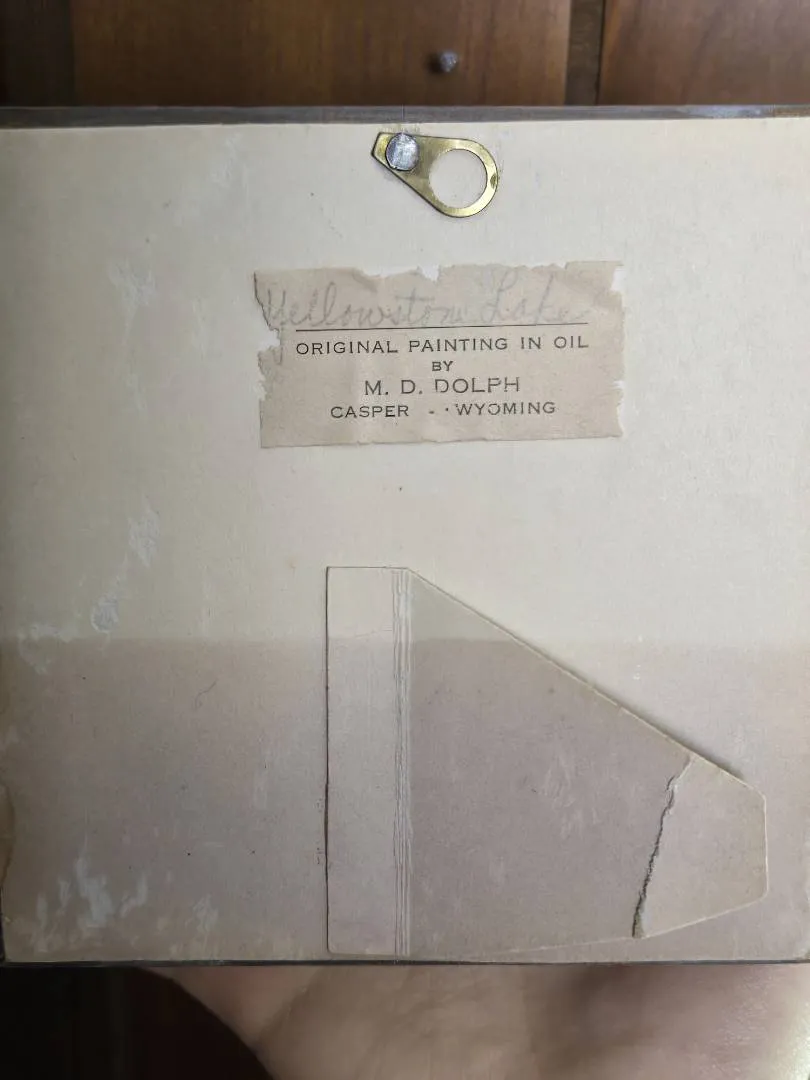 Yellowstone Lake
ORIGINAL PAINTING IN OIL
BY
M. D. DOLPH
CASPER - - WYOMING